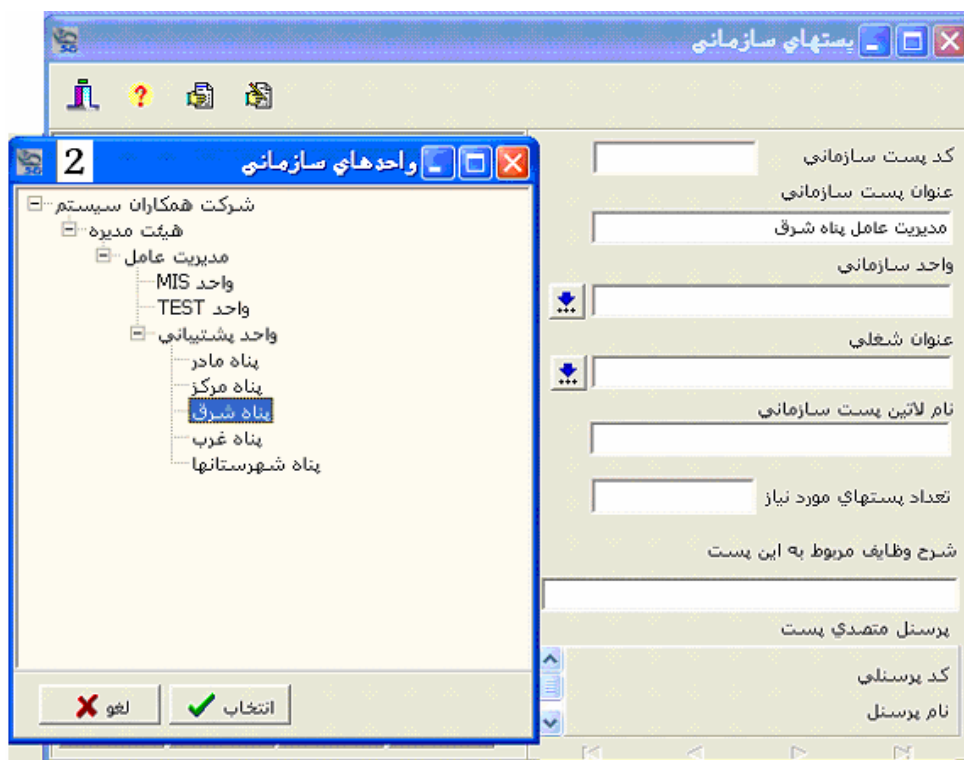 پستهاي سازماني
?
2
واحدهاي سازماني
شركت همكاران سيستم
هيئت مديره
مديريت عامل
واحد MIS
واحد TEST
واحد پشتيباني
پناه مادر
پناه مركز
پناه شرق
پناه غرب
پناه شهرستانها
انتخاب
لغو
كد پست سازماني
عنوان پست سازماني
مديريت عامل پناه شرق
واحد سازماني
عنوان شغلي
نام لاتين پست سازماني
تعداد پستهاي مورد نياز
شرح وظايف مربوط به اين پست
پرسنل متصدي پست
كد پرسنلي
نام پرسنل